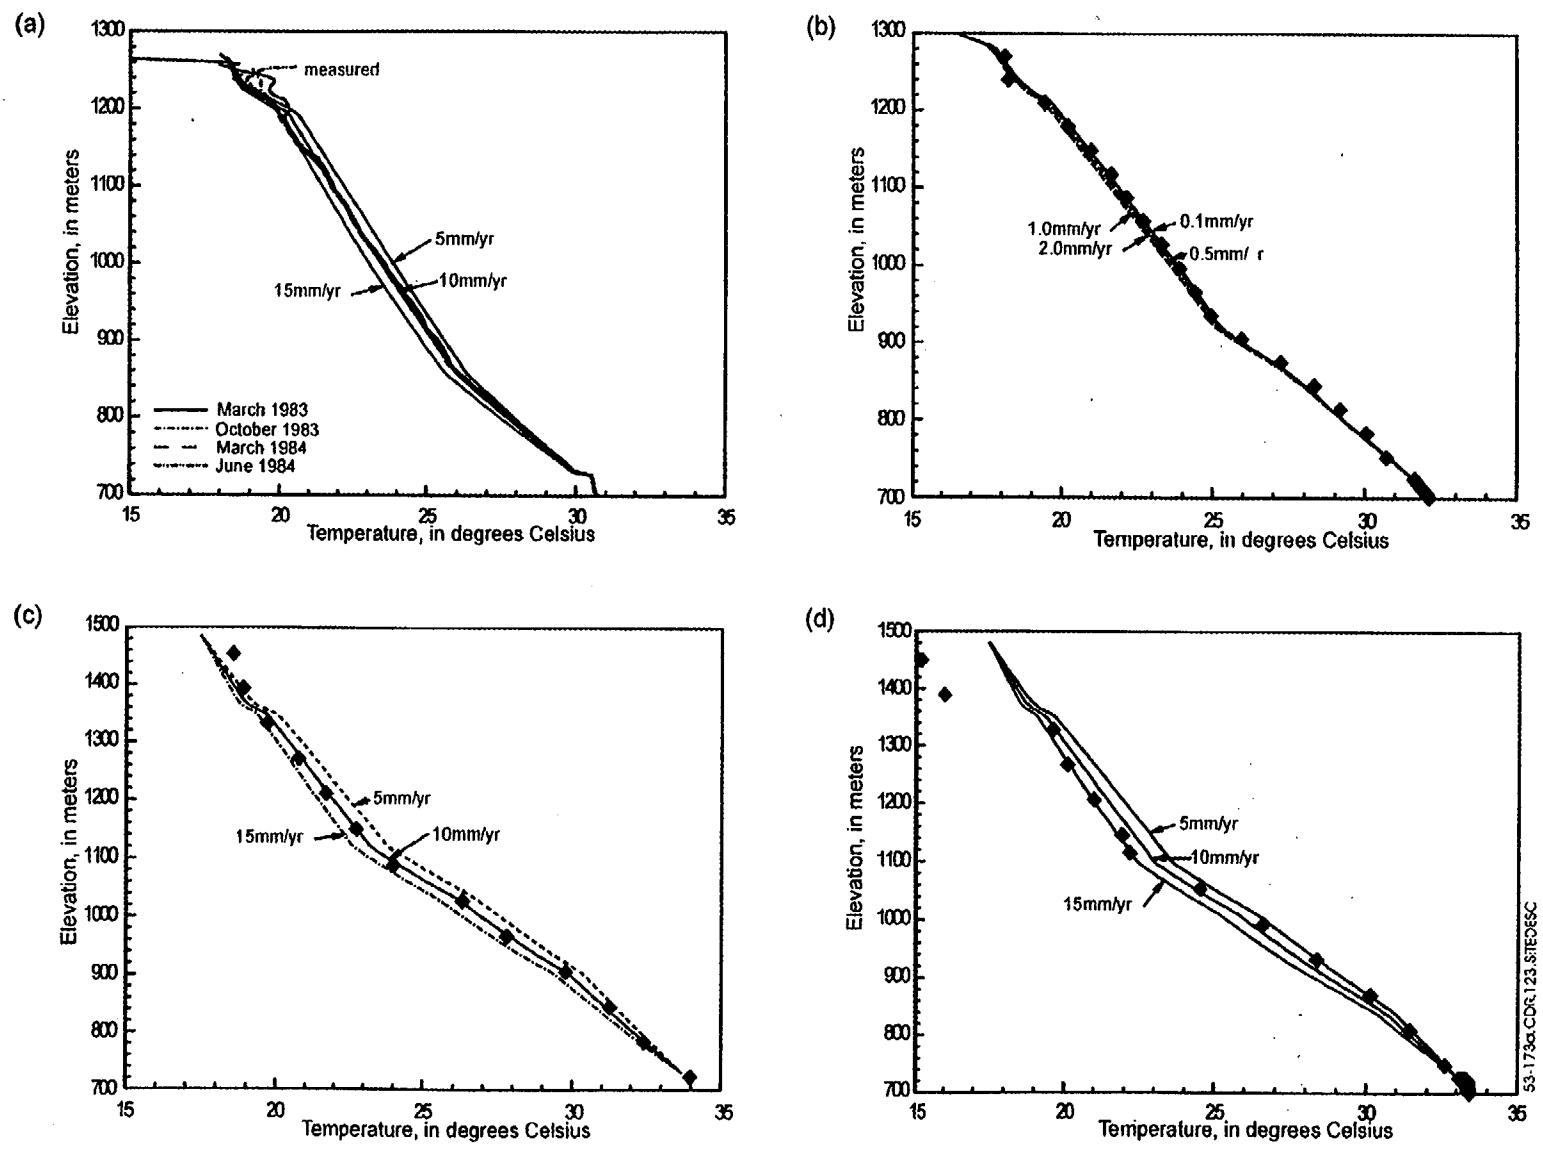 (a)
1300
1200
1100
1000
900
800
700
Elevation, in meters
measured
5mm/yr
10mm/yr
15mm/yr
March 1983
October 1983
March 1984
June 1984
15 20 25 30 35
Temperature, in degrees Celsius
(b)
1300
1200
1100
1000
900
800
700
Elevation, in meters
1.0mm/yr
0.1mm/yr
2.0mm/yr
0.5mm/ r
15 20 25 30 35
Temperature, in degrees Celsius
(c)
1500
1400
1300
1200
1100
1000
900
800
700
Elevation, in meters
5mm/yr
15mm/yr
10mm/yr
15 20 25 30 35
Temperature, in degrees Celsius
(d)
1500
1400
1300
1200
1100
1000
900
800
700
Elevation, in meters
5mm/yr
10mm/yr
15mm/yr
15 20 25 30 35
Temperature, in degrees Celsius
53-173a.CDR.123.SITEDESC